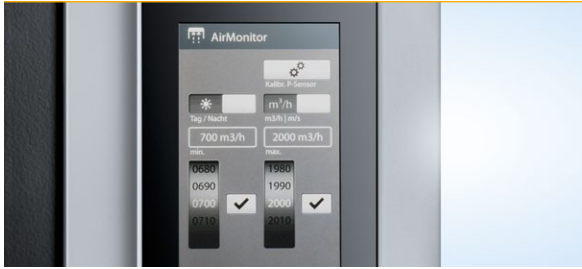 AirMonitor
Kalibr. P-Sensor
m³/h
Tag / Nacht
m3/h | m/s
700 m3/h
2000 m3/h
min.
max.
0680
1980
0690
1990
0700
2000
0710
2010